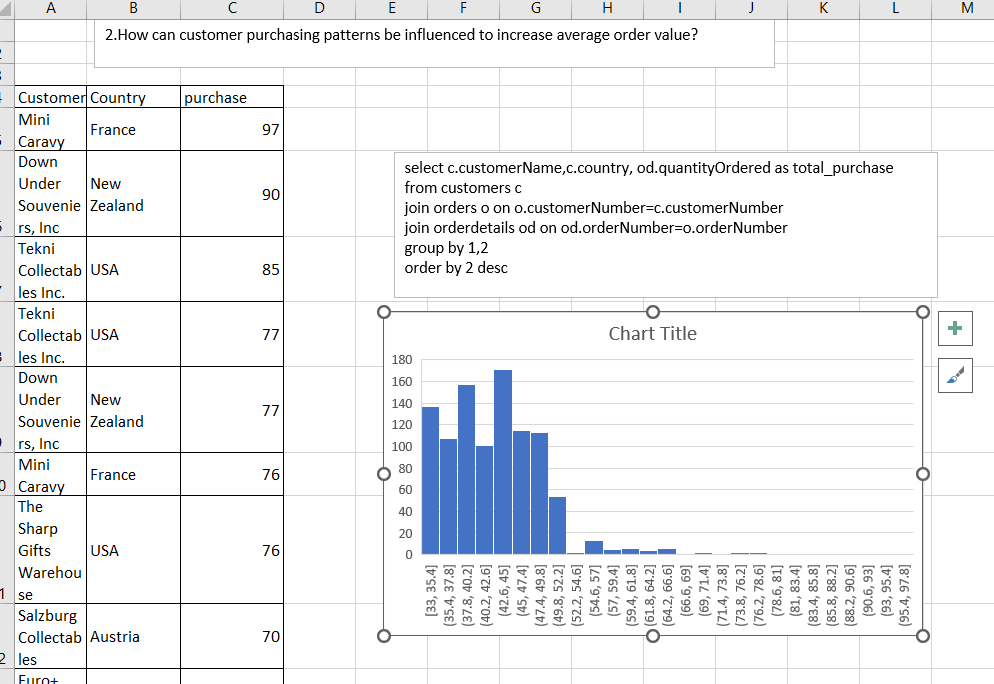 A B C D E F G H I J K L M
2.How can customer purchasing patterns be influenced to increase average order value?
Customer Country purchase
Mini
Caravy
France 97
Down
Under
Souvenie
rs, Inc
New
Zealand
90
Tekni
Collectab
les Inc.
USA 85
Tekni
Collectab
les Inc.
USA 77
Down
Under
Souvenie
rs, Inc
New
Zealand
77
Mini
Caravy
France 76
The
Sharp
Gifts
Warehou
se
USA 76
Salzburg
Collectab
les
Austria 70
Euro+
select c.customerName,c.country, od.quantityOrdered as total_purchase
from customers c
join orders o on o.customerNumber=c.customerNumber
join orderdetails od on od.orderNumber=o.orderNumber
group by 1,2
order by 2 desc
Chart Title
180
160
140
120
100
80
60
40
20
0
[33, 35.4]
(35.4, 37.8]
(37.8, 40.2]
(40.2, 42.6]
(42.6, 45]
(45, 47.4]
(47.4, 49.8]
(49.8, 52.2]
(52.2, 54.6]
(54.6, 57]
(57, 59.4]
(59.4, 61.8]
(61.8, 64.2]
(64.2, 66.6]
(66.6, 69]
(69, 71.4]
(71.4, 73.8]
(73.8, 76.2]
(76.2, 78.6]
(78.6, 81]
(81, 83.4]
(83.4, 85.8]
(85.8, 88.2]
(88.2, 90.6]
(90.6, 93]
(93, 95.4]
(95.4, 97.8]